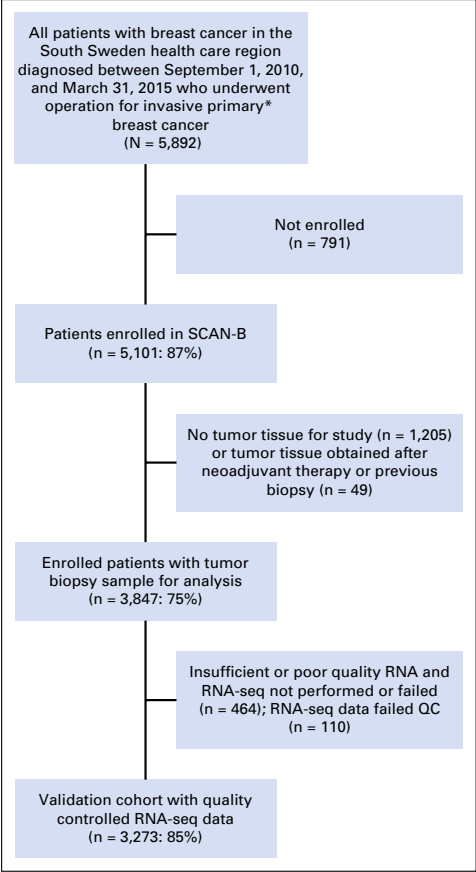 All patients with breast cancer in the
South Sweden health care region
diagnosed between September 1, 2010,
and March 31, 2015 who underwent
operation for invasive primary*
breast cancer
(N = 5,892)
Not enrolled
(n = 791)
Patients enrolled in SCAN-B
(n = 5,101: 87%)
No tumor tissue for study (n = 1,205)
or tumor tissue obtained after
neoadjuvant therapy or previous
biopsy (n = 49)
Enrolled patients with tumor
biopsy sample for analysis
(n = 3,847: 75%)
Insufficient or poor quality RNA and
RNA-seq not performed or failed
(n = 464); RNA-seq data failed QC
(n = 110)
Validation cohort with quality
controlled RNA-seq data
(n = 3,273: 85%)